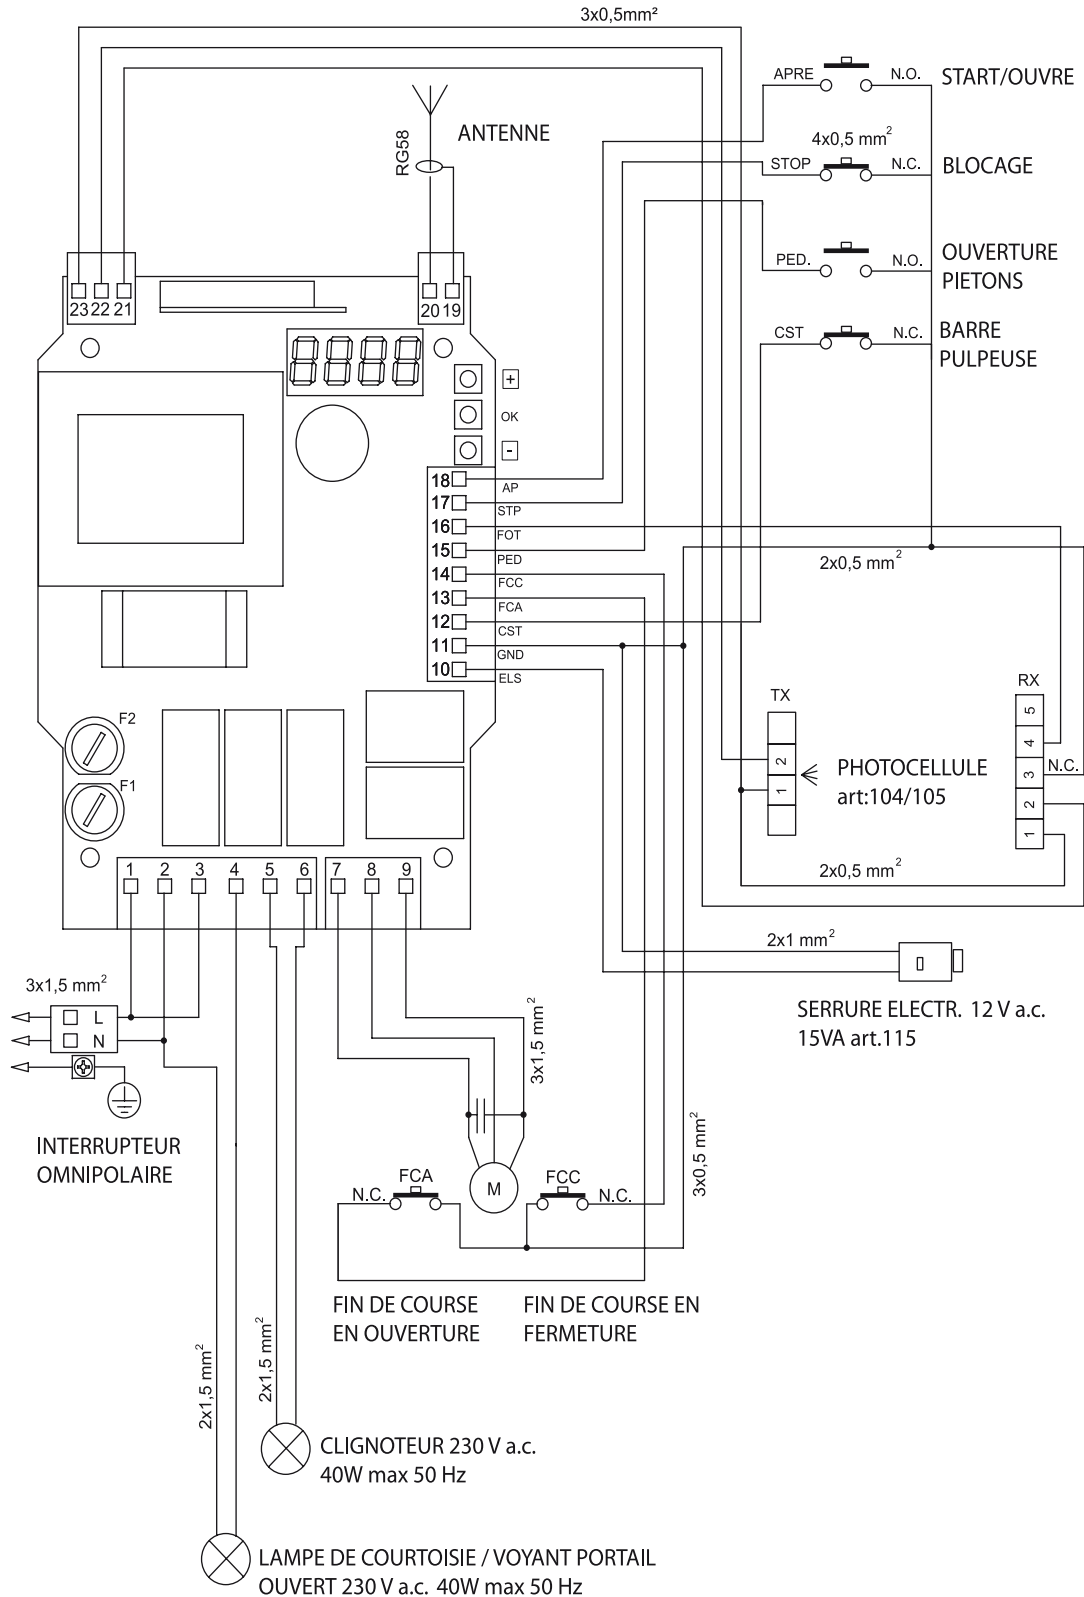 3x0,5mm²
APRE
N.O.
START/OUVRE
4x0,5 mm²
STOP
N.C.
BLOCAGE
PED.
N.O.
OUVERTURE
PIETONS
CST
N.C.
BARRE
PULPEUSE
ANTENNE
RG58
23 22 21
20 19
+
OK
-
18 AP
17 STP
16 FOT
15 PED
14 FCC
13 FCA
12 CST
11 GND
10 ELS
2x0,5 mm²
TX
2
1
RX
5
4
3
2
1
N.C.
PHOTOCELLULE
art:104/105
2x0,5 mm²
F2
F1
1 2 3 4 5 6 7 8 9
2x1 mm²
SERRURE ELECTR. 12 V a.c.
15VA art.115
3x1,5 mm²
L
N
INTERRUPTEUR
OMNIPOLAIRE
3x1,5 mm²
3x0,5 mm²
FCA
N.C.
M
FCC
N.C.
FIN DE COURSE
EN OUVERTURE
FIN DE COURSE EN
FERMETURE
2x1,5 mm²
2x1,5 mm²
CLIGNOTEUR 230 V a.c.
40W max 50 Hz
LAMPE DE COURTOISIE / VOYANT PORTAIL
OUVERT 230 V a.c. 40W max 50 Hz